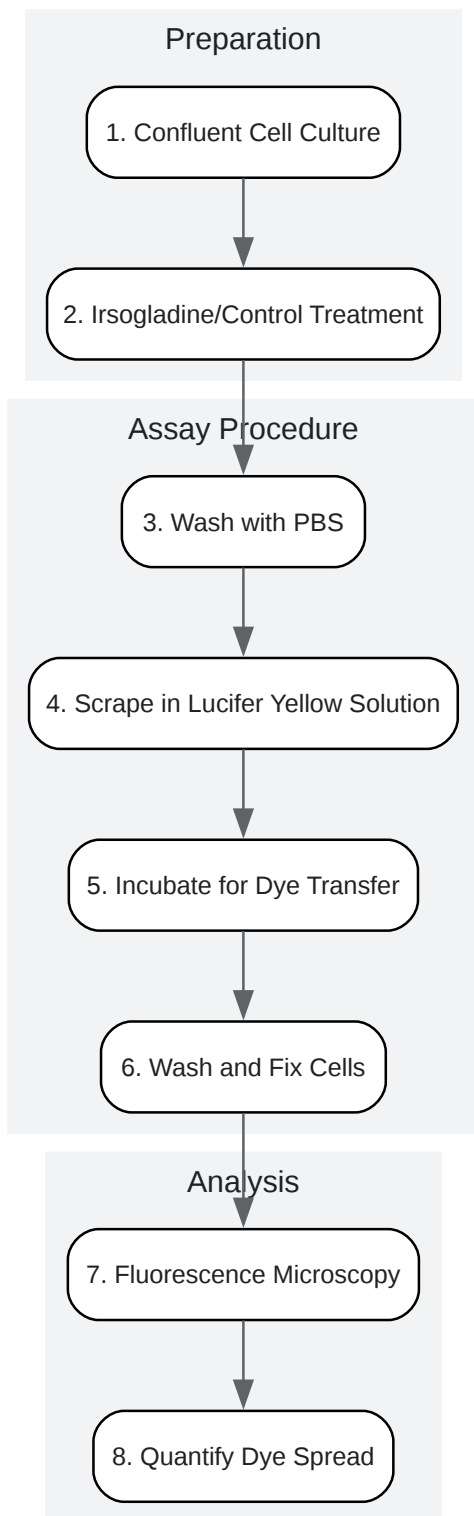 Preparation
1. Confluent Cell Culture
2. Irsogladine/Control Treatment
Assay Procedure
3. Wash with PBS
4. Scrape in Lucifer Yellow Solution
5. Incubate for Dye Transfer
6. Wash and Fix Cells
Analysis
7. Fluorescence Microscopy
8. Quantify Dye Spread